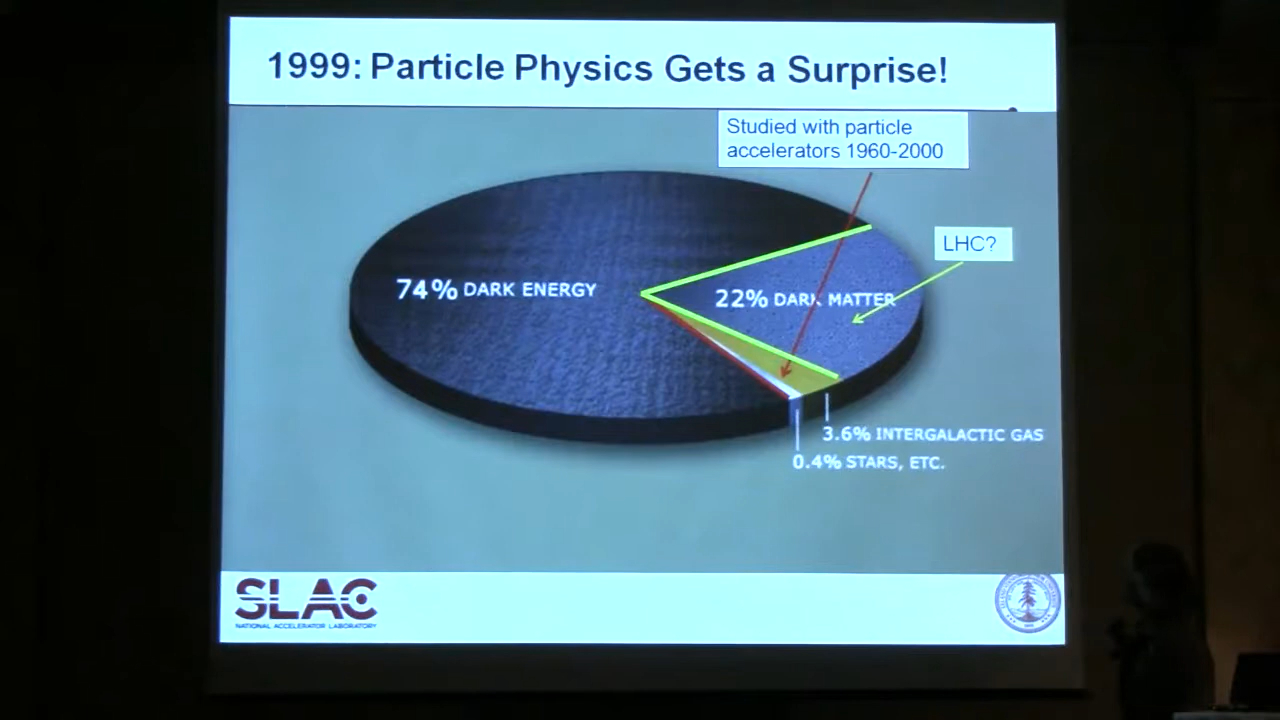 1999: Particle Physics Gets a Surprise!
Studied with particle
accelerators 1960-2000
LHC?
74% DARK ENERGY
22% DARK MATTER
3.6% INTERGALACTIC GAS
0.4% STARS, ETC.
SLAC
NATIONAL ACCELERATOR LABORATORY